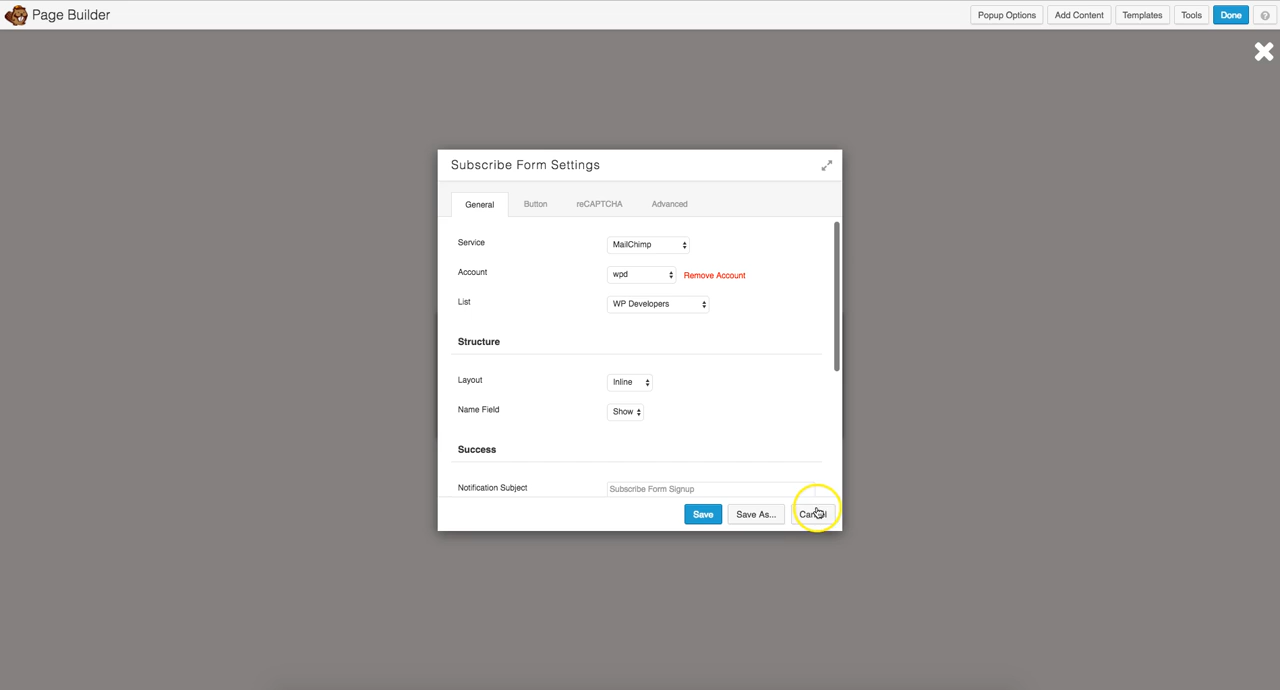 Page Builder
Popup Options Add Content Templates Tools Done ?
Subscribe Form Settings
General Button reCAPTCHA Advanced
Service MailChimp
Account wpd Remove Account
List WP Developers
Structure
Layout Inline
Name Field Show
Success
Notification Subject Subscribe Form Signup
Save Save As... Cancel